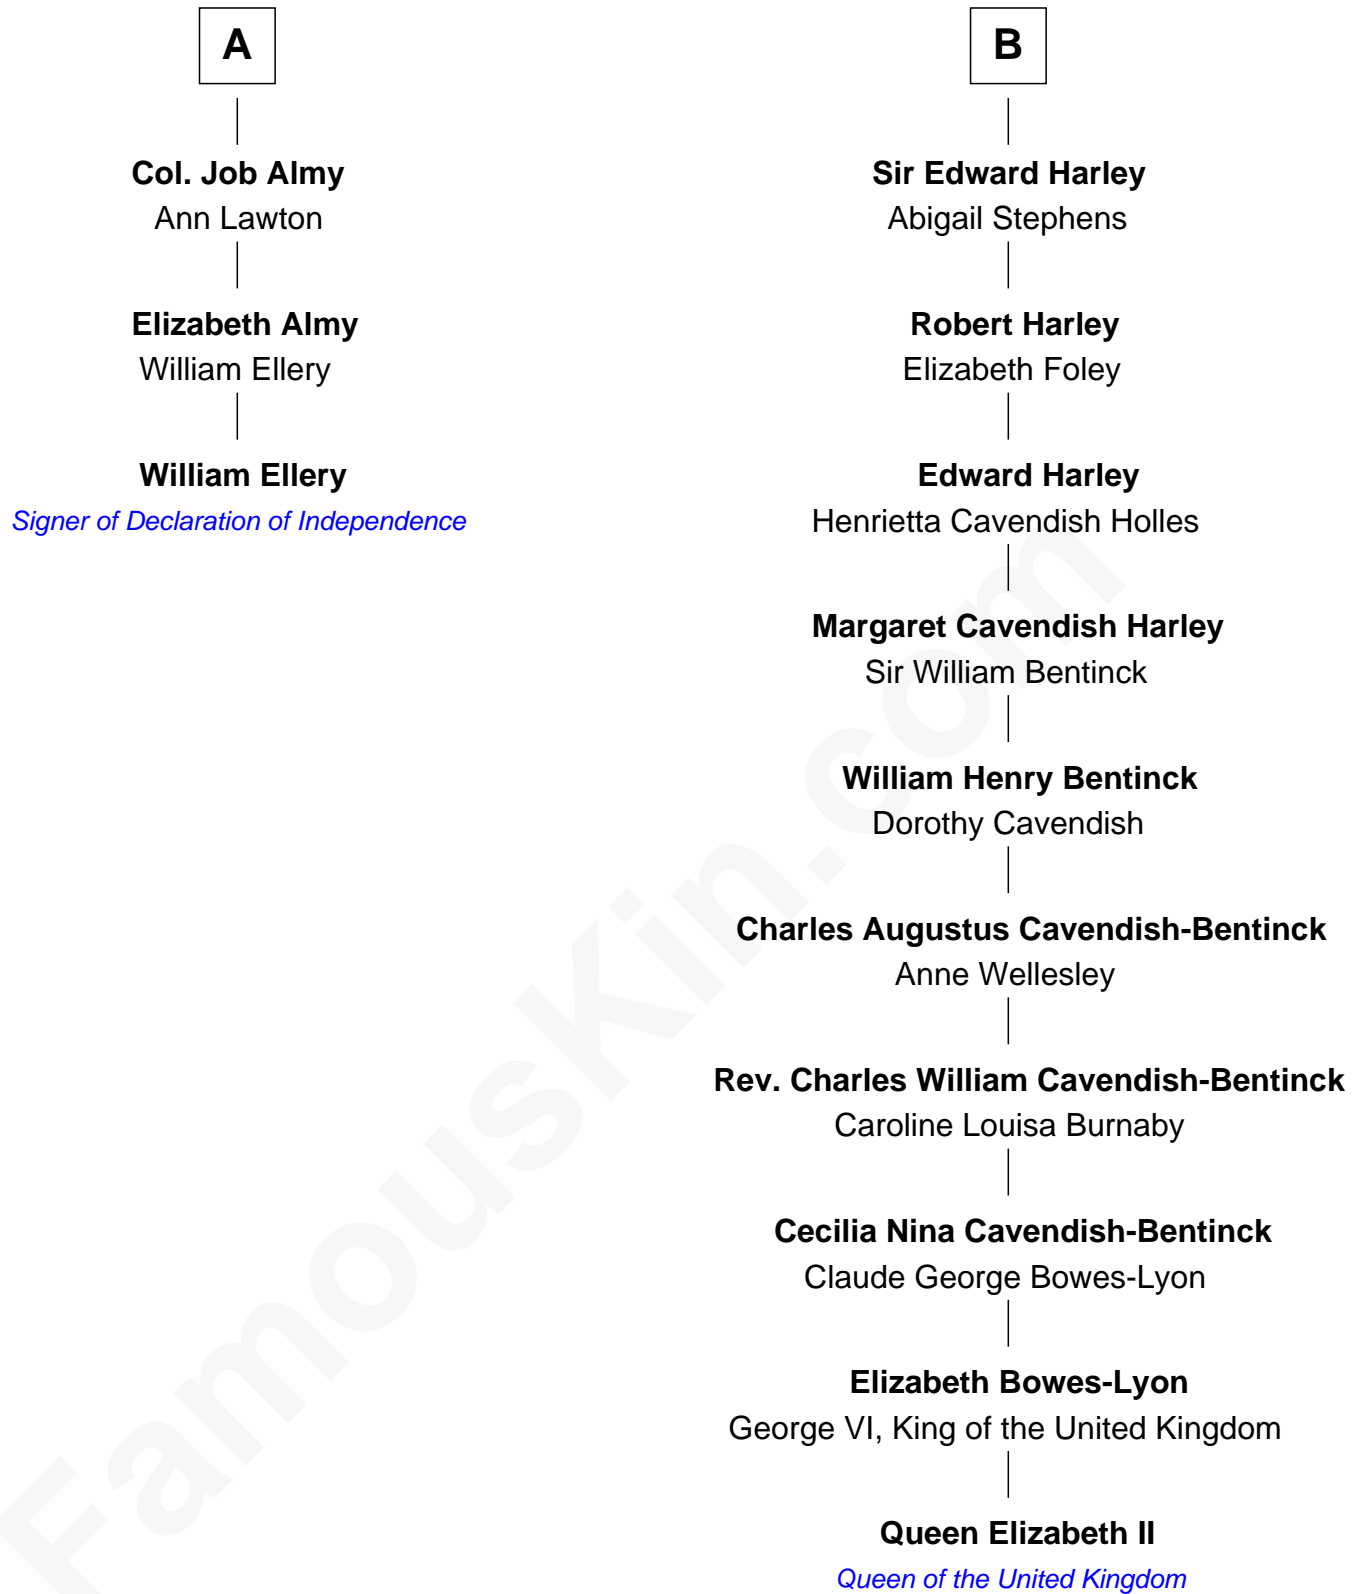 A
Col. Job Almy
Ann Lawton
Elizabeth Almy
William Ellery
William Ellery
Signer of Declaration of Independence
B
Sir Edward Harley
Abigail Stephens
Robert Harley
Elizabeth Foley
Edward Harley
Henrietta Cavendish Holles
Margaret Cavendish Harley
Sir William Bentinck
William Henry Bentinck
Dorothy Cavendish
Charles Augustus Cavendish-Bentinck
Anne Wellesley
Rev. Charles William Cavendish-Bentinck
Caroline Louisa Burnaby
Cecilia Nina Cavendish-Bentinck
Claude George Bowes-Lyon
Elizabeth Bowes-Lyon
George VI, King of the United Kingdom
Queen Elizabeth II
Queen of the United Kingdom
FamousKin.com